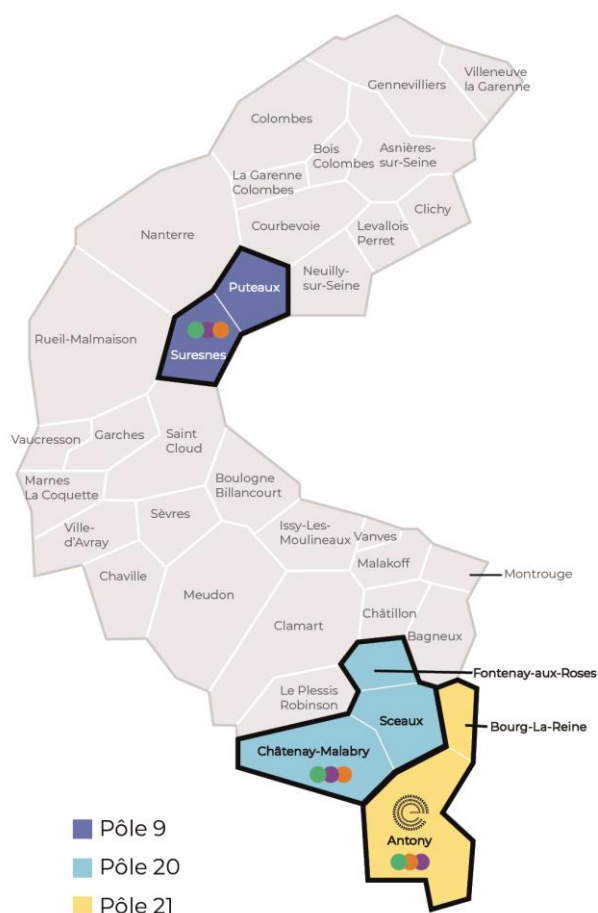 Villeneuve
la Garenne
Gennevilliers
Colombes
Bois
Colombes
Asnières-
sur-Seine
La Garenne
Colombes
Clichy
Courbevoie
Levallois
Perret
Nanterre
Neuilly-
sur-Seine
Puteaux
Rueil-Malmaison
Suresnes
Vaucresson
Garches
Saint
Cloud
Marnes
La Coquette
Boulogne
Billancourt
Sèvres
Ville-
d'Avray
Issy-Les-
Moulineaux
Vanves
Malakoff
Chaville
Montrouge
Meudon
Châtillon
Clamart
Bagneux
Fontenay-aux-Roses
Le Plessis
Robinson
Sceaux
Bourg-La-Reine
Châtenay-Malabry
Antony
Pôle 9
Pôle 20
Pôle 21